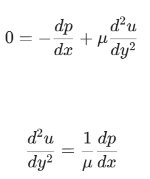 0 = -\frac{dp}{dx} + \mu \frac{d^2u}{dy^2}
\frac{d^2u}{dy^2} = \frac{1}{\mu} \frac{dp}{dx}